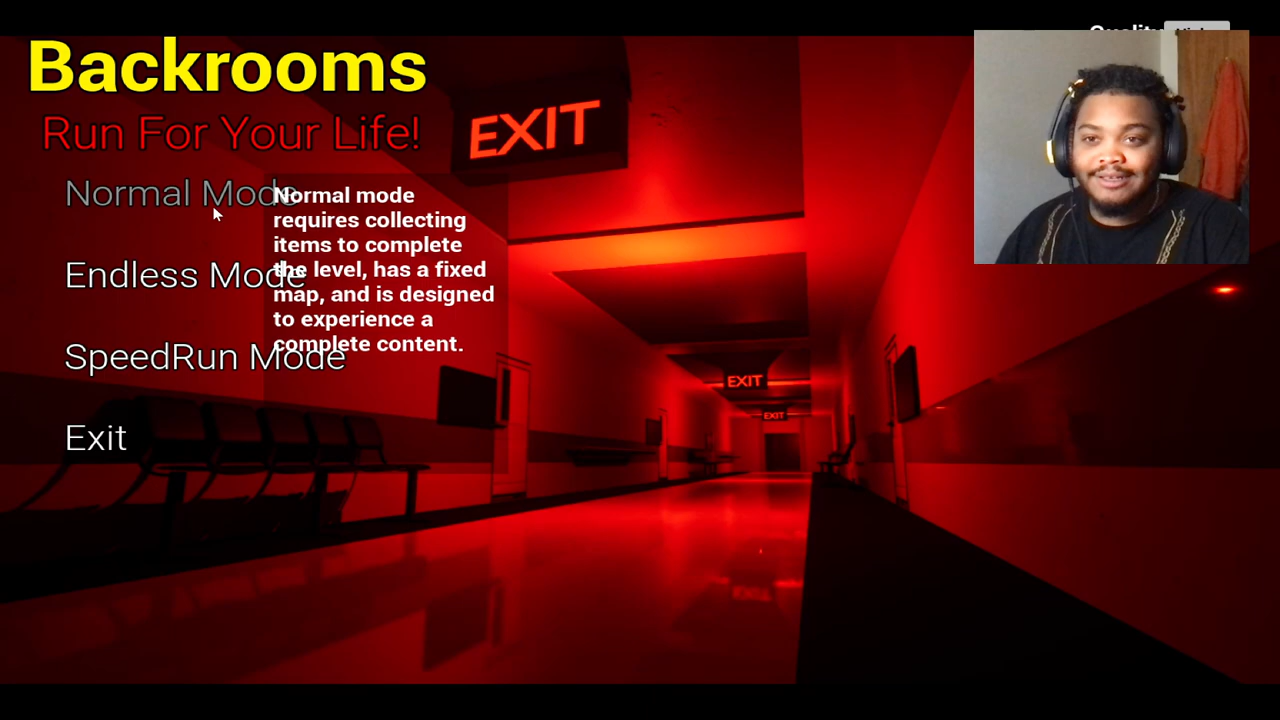 Backrooms
Run For Your Life!
Normal Mode
Normal mode
requires collecting
items to complete
the level, has a fixed
map, and is designed
to experience a
complete content.
Endless Mode
SpeedRun Mode
Exit
EXIT
EXIT
EXIT